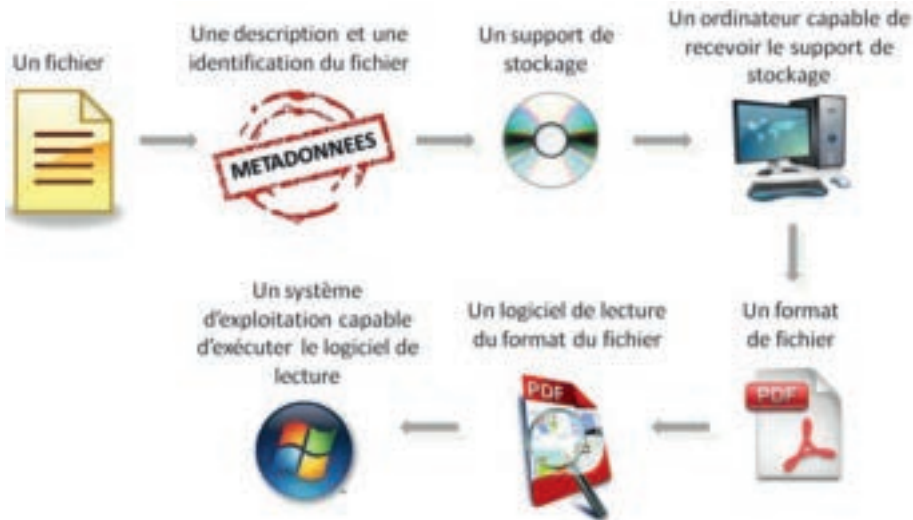 Un fichier
Une description et une
identification du fichier
METADONNEES
Un support de
stockage
Un ordinateur capable de
recevoir le support de
stockage
Un format
de fichier
PDF
Un logiciel de lecture
du format du fichier
PDF
Un système
d'exploitation capable
d'exécuter le logiciel de
lecture